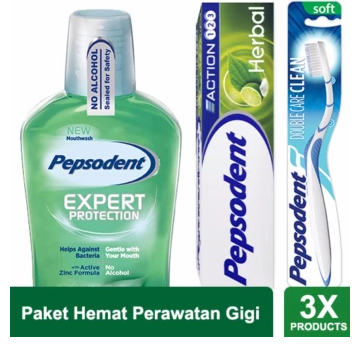 NO ALCOHOL
Sealed for Safety
NEW
Mouthwash
Pepsodent
EXPERT
PROTECTION
Helps Against
Bacteria
Gentle with
Your Mouth
with Active
Zinc Formula
No
Alcohol
ACTION 123
Herbal
Pepsodent
soft
Pepsodent
DOUBLE CARE CLEAN
Paket Hemat Perawatan Gigi
3X
PRODUCTS